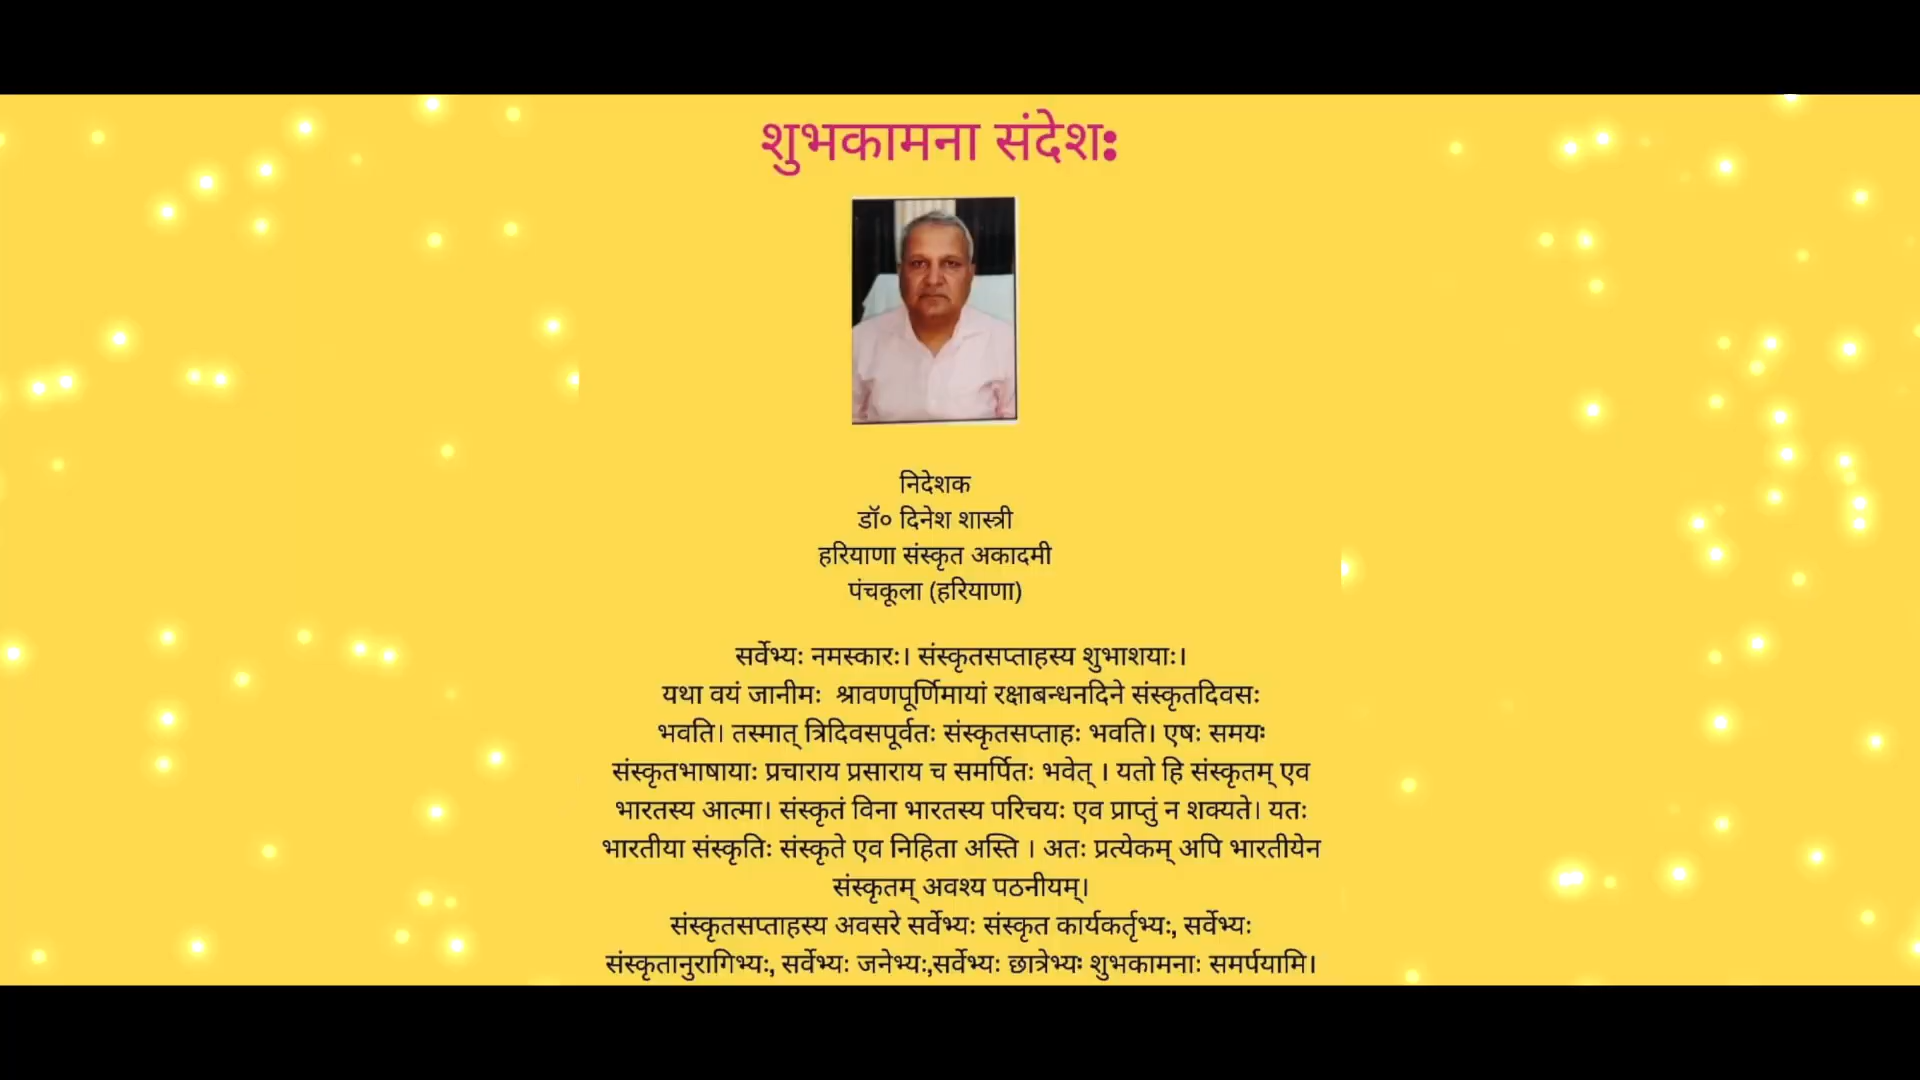 शुभकामना संदेशः
निदेशक
डॉ० दिनेश शास्त्री
हरियाणा संस्कृत अकादमी
पंचकूला (हरियाणा)
सर्वेभ्यः नमस्कारः। संस्कृतसप्ताहस्य शुभाशयाः।
यथा वयं जानीमः श्रावणपूर्णिमायां रक्षाबन्धनदिने संस्कृतदिवसः
भवति। तस्मात् त्रिदिवसपूर्वतः संस्कृतसप्ताहः भवति। एषः समयः
संस्कृतभाषायाः प्रचाराय प्रसाराय च समर्पितः भवेत् । यतो हि संस्कृतम् एव
भारतस्य आत्मा। संस्कृतं विना भारतस्य परिचयः एव प्राप्तुं न शक्यते। यतः
भारतीया संस्कृतिः संस्कृते एव निहिता अस्ति । अतः प्रत्येकम् अपि भारतीयेन
संस्कृतम् अवश्य पठनीयम्।
संस्कृतसप्ताहस्य अवसरे सर्वेभ्यः संस्कृत कार्यकर्तृभ्यः, सर्वेभ्यः
संस्कृतानुरागिभ्यः, सर्वेभ्यः जनेभ्यः,सर्वेभ्यः छात्रेभ्यः शुभकामनाः समर्पयामि।